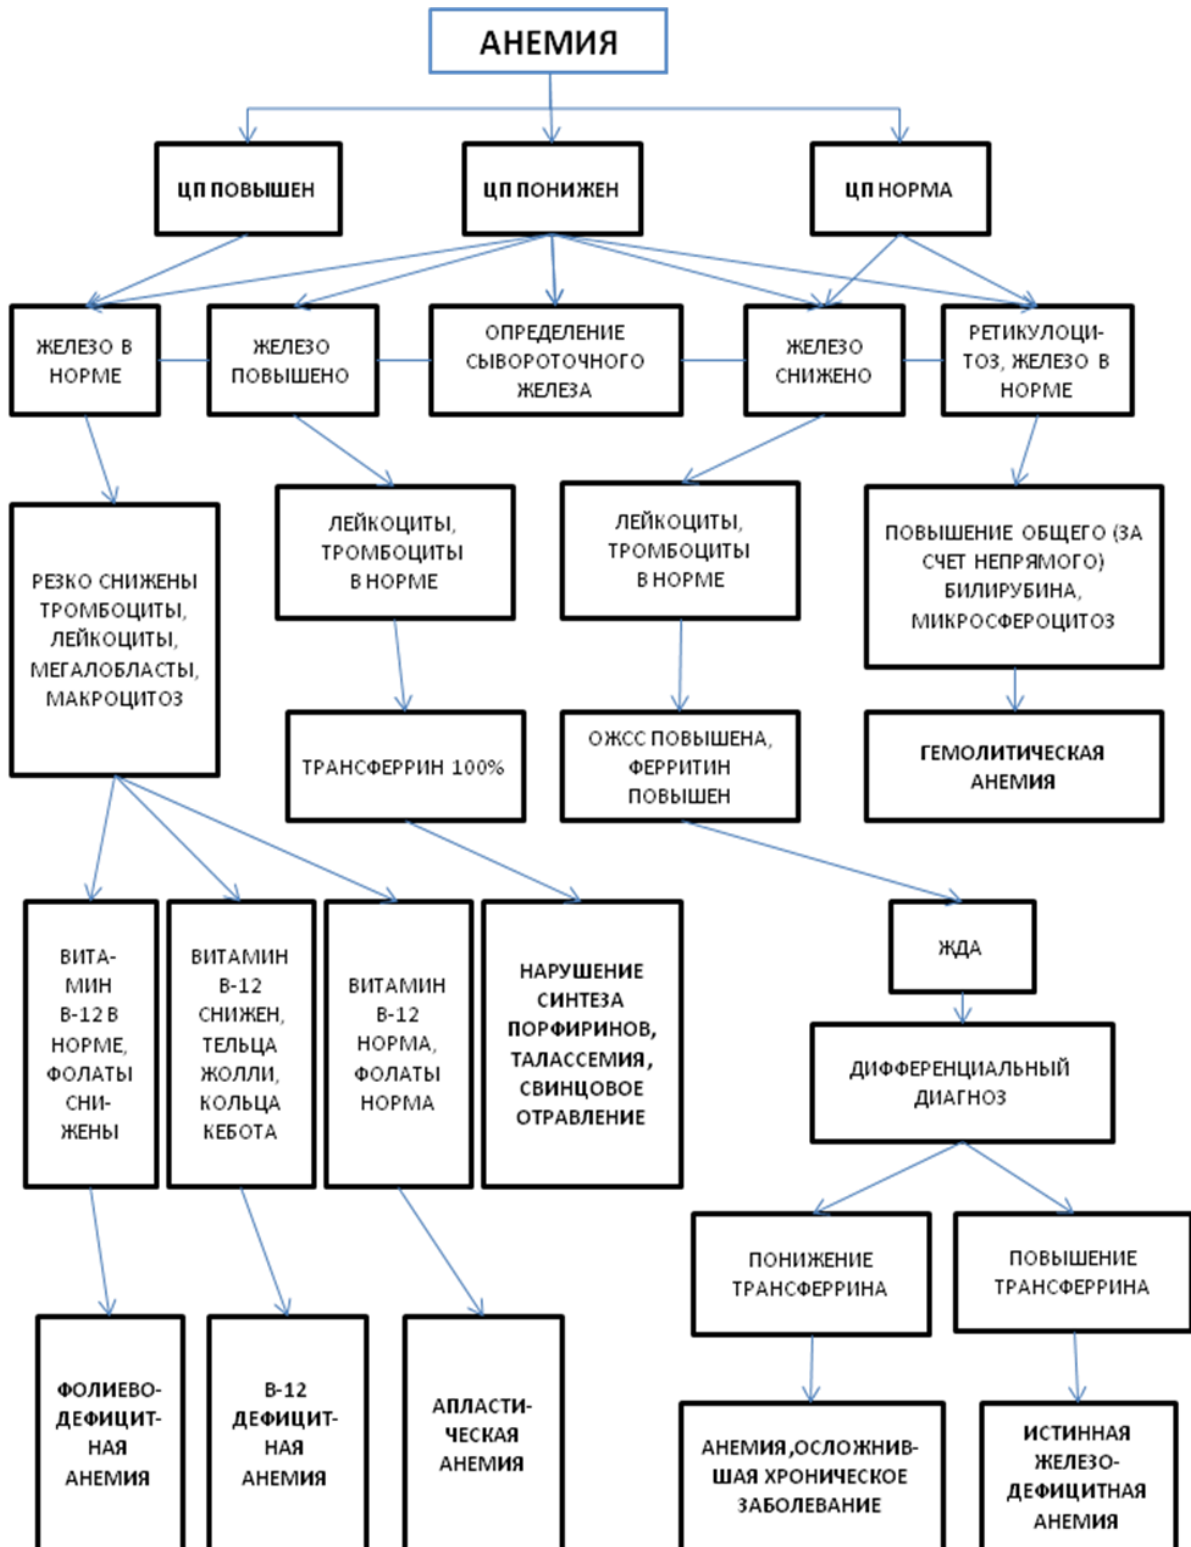 АНЕМИЯ
ЦП ПОВЫШЕН
ЦП ПОНИЖЕН
ЦП НОРМА
ЖЕЛЕЗО В
НОРМЕ
ЖЕЛЕЗО
ПОВЫШЕНО
ОПРЕДЕЛЕНИЕ
СЫВОРОТОЧНОГО
ЖЕЛЕЗА
ЖЕЛЕЗО
СНИЖЕНО
РЕТИКУЛОЦИ-
ТОЗ, ЖЕЛЕЗО В
НОРМЕ
РЕЗКО СНИЖЕНЫ
ТРОМБОЦИТЫ,
ЛЕЙКОЦИТЫ,
МЕГАЛОБЛАСТЫ,
МАКРОЦИТОЗ
ЛЕЙКОЦИТЫ,
ТРОМБОЦИТЫ
В НОРМЕ
ЛЕЙКОЦИТЫ,
ТРОМБОЦИТЫ
В НОРМЕ
ПОВЫШЕНИЕ ОБЩЕГО (ЗА
СЧЕТ НЕПРЯМОГО)
БИЛИРУБИНА,
МИКРОСФЕРОЦИТОЗ
ТРАНСФЕРРИН 100%
ОЖСС ПОВЫШЕНА,
ФЕРРИТИН
ПОВЫШЕН
ГЕМОЛИТИЧЕСКАЯ
АНЕМИЯ
ВИТА-
МИН
В-12 В
НОРМЕ,
ФОЛАТЫ
СНИ-
ЖЕНЫ
ВИТАМИН
В-12
СНИЖЕН,
ТЕЛЬЦА
ЖОЛЛИ,
КОЛЬЦА
КЕБОТА
ВИТАМИН
В-12
НОРМА,
ФОЛАТЫ
НОРМА
НАРУШЕНИЕ
СИНТЕЗА
ПОРФИРИНОВ,
ТАЛАССЕМИЯ,
СВИНЦОВОЕ
ОТРАВЛЕНИЕ
ЖДА
ДИФФЕРЕНЦИАЛЬНЫЙ
ДИАГНОЗ
ПОНИЖЕНИЕ
ТРАНСФЕРРИНА
ПОВЫШЕНИЕ
ТРАНСФЕРРИНА
ФОЛИЕВО-
ДЕФИЦИТ-
НАЯ
АНЕМИЯ
В-12
ДЕФИЦИТ-
НАЯ
АНЕМИЯ
АПЛАСТИ-
ЧЕСКАЯ
АНЕМИЯ
АНЕМИЯ ,ОСЛОЖНИВ-
ШАЯ ХРОНИЧЕСКОЕ
ЗАБОЛЕВАНИЕ
ИСТИННАЯ
ЖЕЛЕЗО-
ДЕФИЦИТНАЯ
АНЕМИЯ